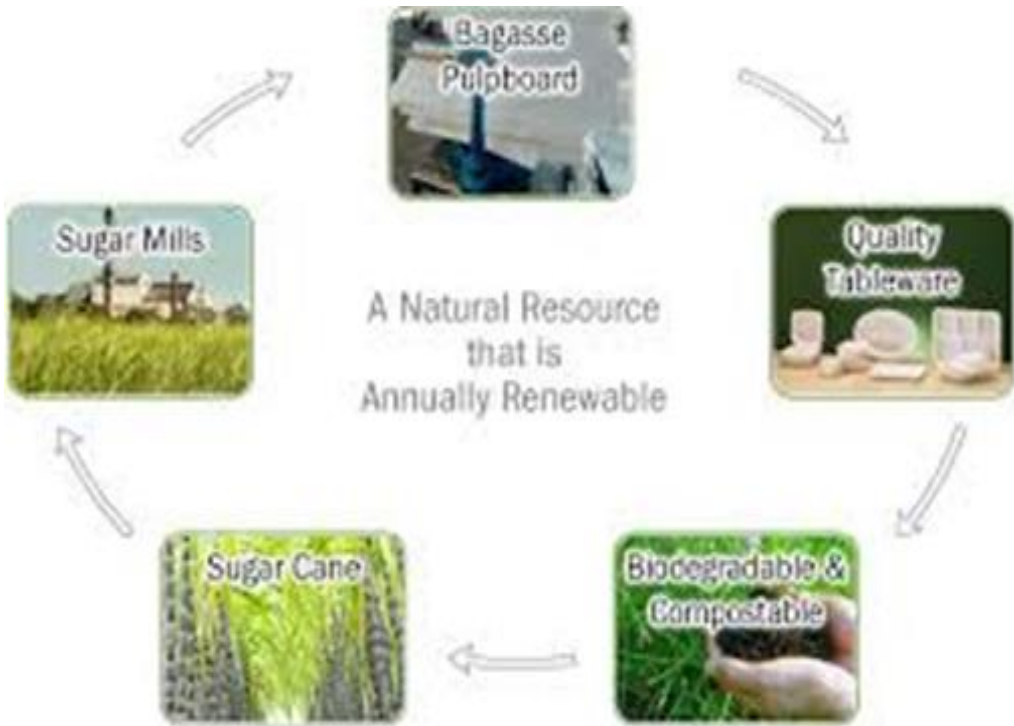 Bagasse
Pulpboard
Sugar Mills
Quality
Tableware
A Natural Resource
that is
Annually Renewable
Sugar Cane
Biodegradable &
Compostable